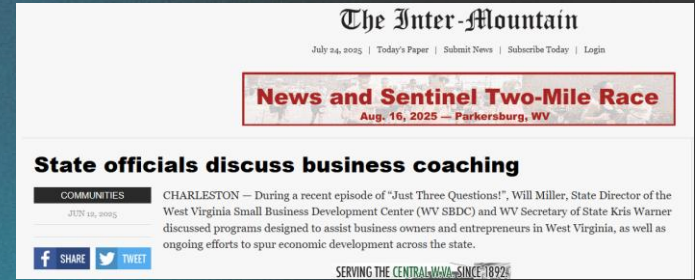 The Inter-Mountain
July 24, 2025 | Today's Paper | Submit News | Subscribe Today | Login
News and Sentinel Two-Mile Race
Aug. 16, 2025 — Parkersburg, WV
State officials discuss business coaching
COMMUNITIES
JUN 12, 2025
SHARE
TWEET
CHARLESTON — During a recent episode of “Just Three Questions!”, Will Miller, State Director of the
West Virginia Small Business Development Center (WV SBDC) and WV Secretary of State Kris Warner
discussed programs designed to assist business owners and entrepreneurs in West Virginia, as well as
ongoing efforts to spur economic development across the state.
SERVING THE CENTRAL WVA SINCE 1892